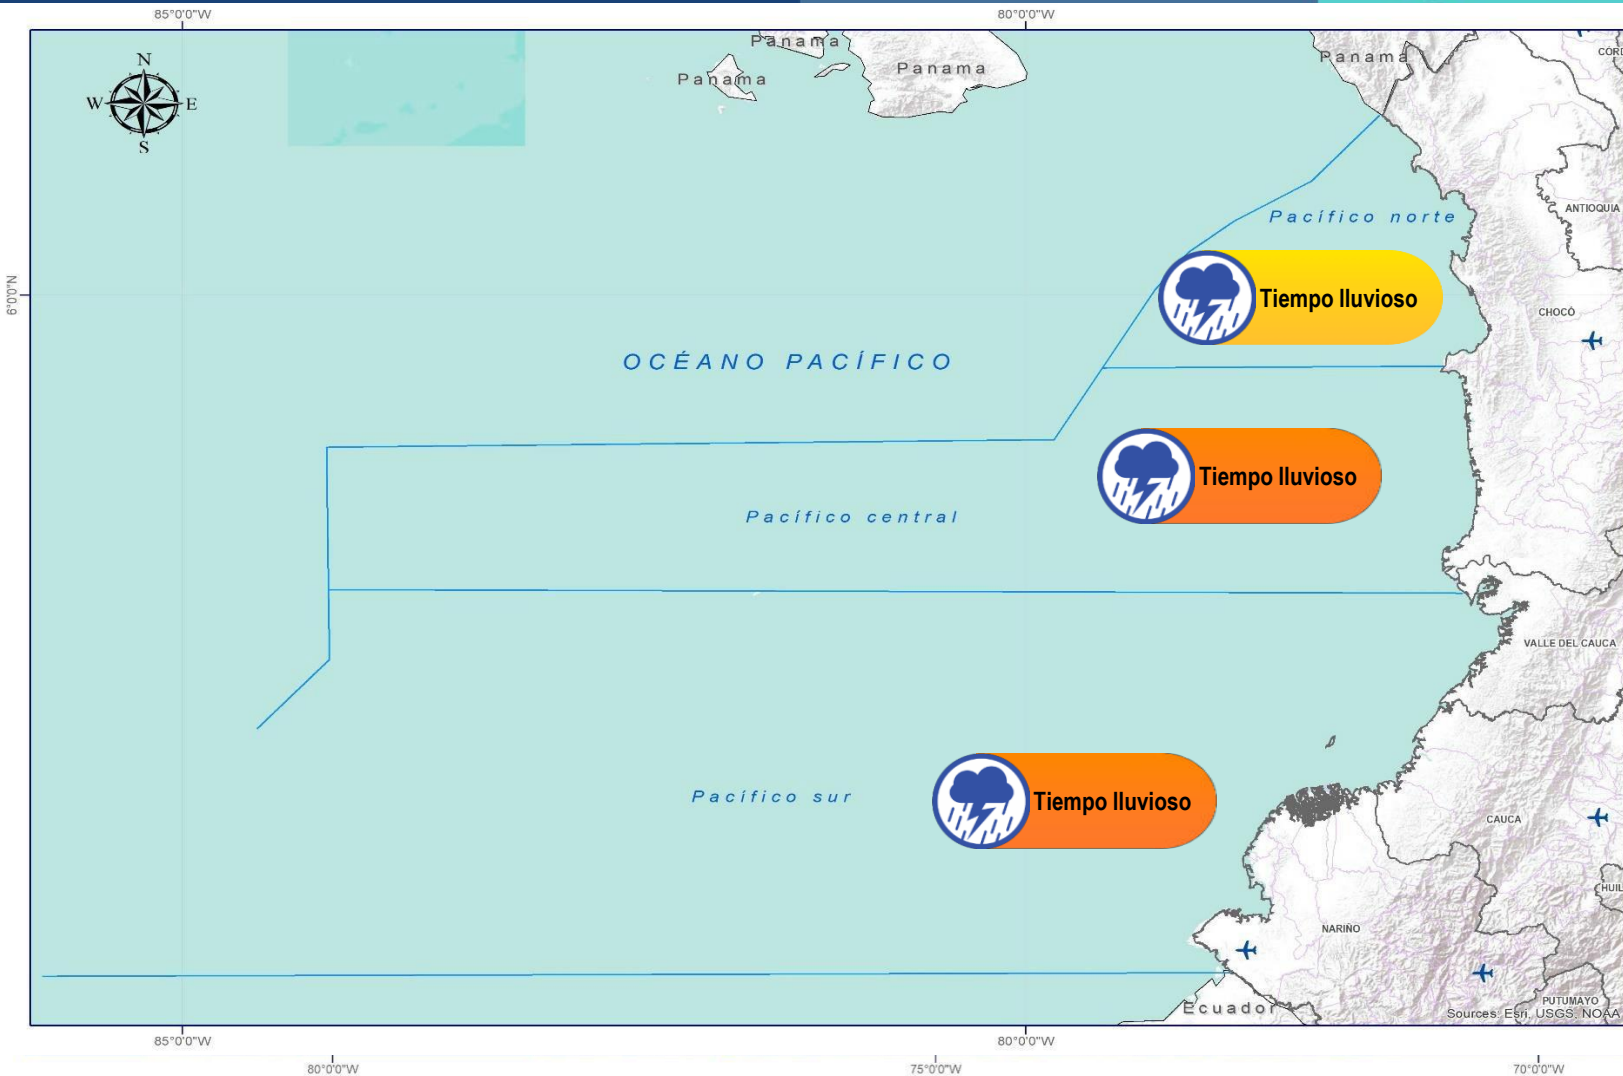 85°0'0"W
80°0'0"W
N
W
E
S
Panama
Panama
Panama
Panama
ANTIOQUIA
Pacífico norte
6°0'0"N
Tiempo lluvioso
CHOCÓ
OCÉANO PACÍFICO
Tiempo lluvioso
Pacífico central
VALLE DEL CAUCA
Pacífico sur
Tiempo lluvioso
CAUCA
NARIÑO
PUTUMAYO
Ecuador
Sources: Esri, USGS, NOAA
85°0'0"W
80°0'0"W
80°0'0"W
75°0'0"W
70°0'0"W